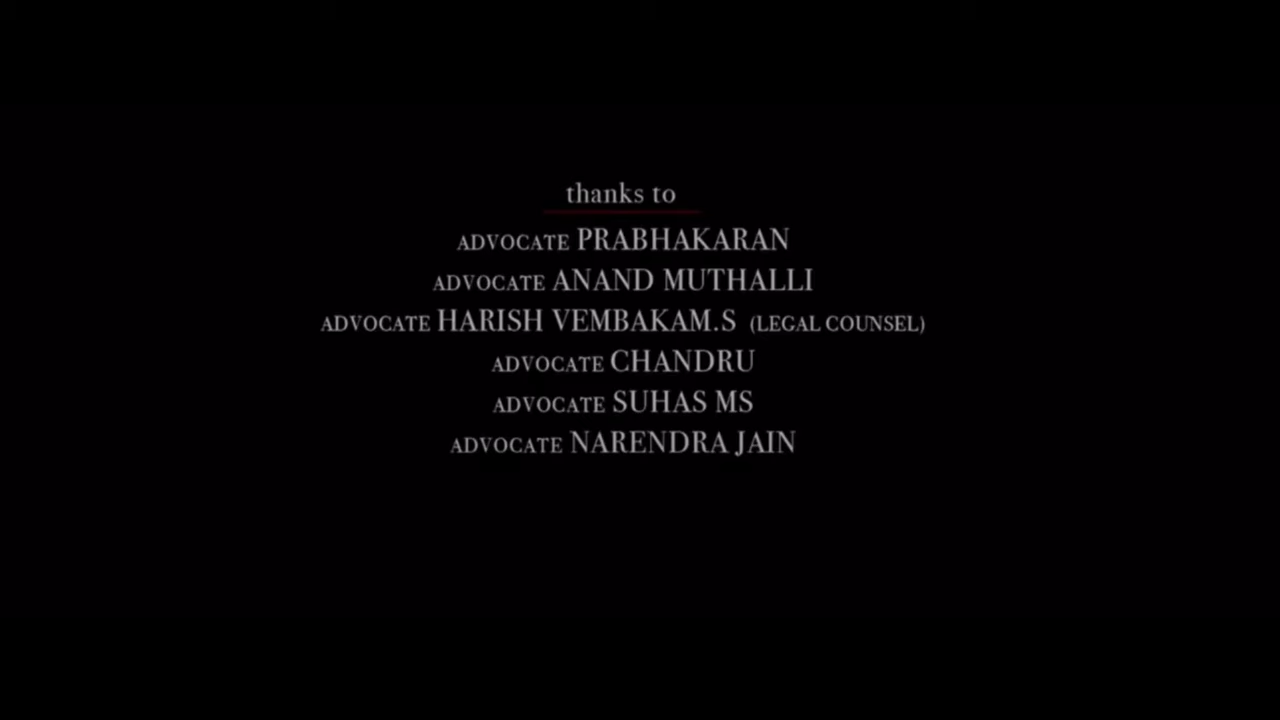 thanks to
ADVOCATE PRABHAKARAN
ADVOCATE ANAND MUTHALLI
ADVOCATE HARISH VEMBAKAM.S (LEGAL COUNSEL)
ADVOCATE CHANDRU
ADVOCATE SUHAS MS
ADVOCATE NARENDRA JAIN